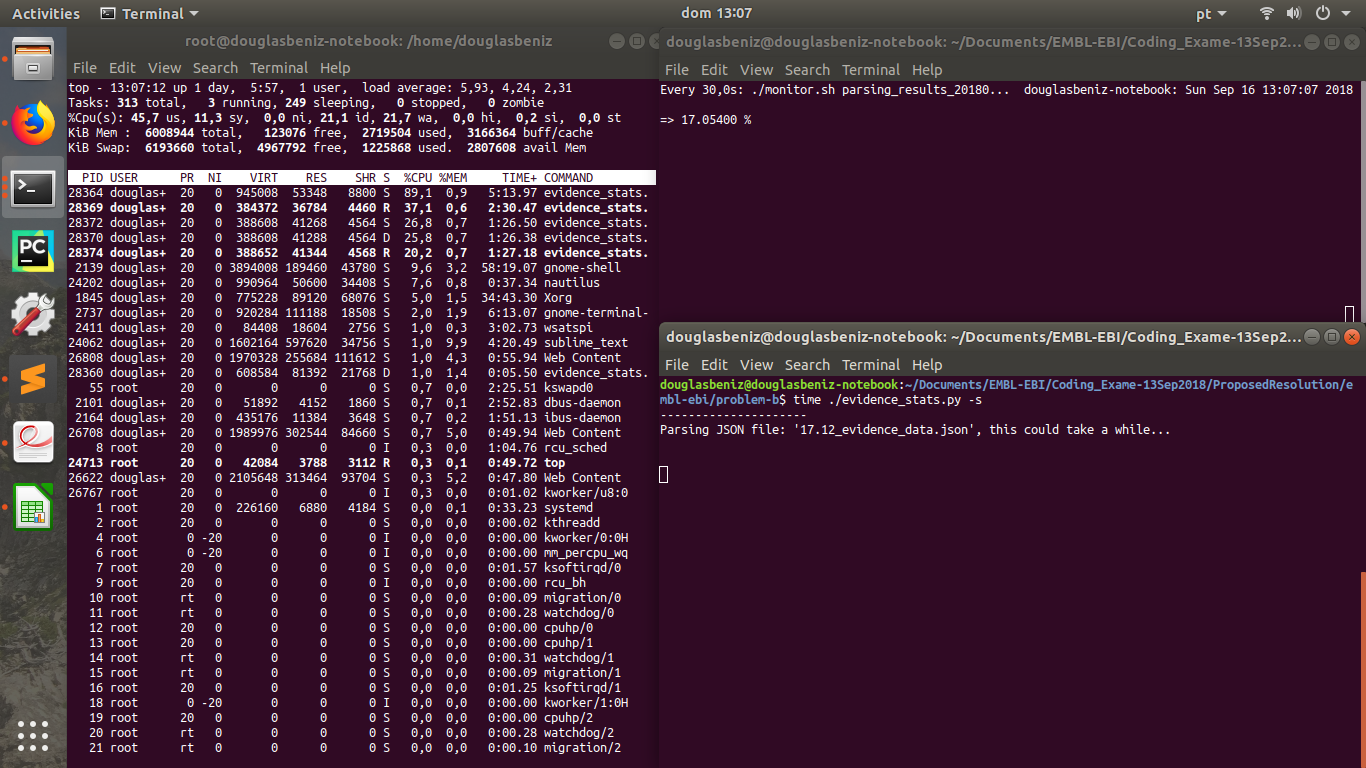 Activities Terminal dom 13:07 pt
root@douglasbeniz-notebook: /home/douglasbeniz
File Edit View Search Terminal Help
top - 13:07:12 up 1 day,  5:57,  1 user,  load average: 5,93, 4,24, 2,31
Tasks: 313 total,   3 running, 249 sleeping,   0 stopped,   0 zombie
%Cpu(s): 45,7 us, 11,3 sy,  0,0 ni, 21,1 id, 21,7 wa,  0,0 hi,  0,2 si,  0,0 st
KiB Mem :  6008944 total,   123076 free,  2719504 used,  3166364 buff/cache
KiB Swap:  6193660 total,  4967792 free,  1225868 used.  2807608 avail Mem
PID USER PR NI VIRT RES SHR S %CPU %MEM TIME+ COMMAND
28364 douglas+ 20 0 945008 53348 8800 S 89,1 0,9 5:13.97 evidence_stats.
28369 douglas+ 20 0 384372 36784 4460 R 37,1 0,6 2:30.47 evidence_stats.
28372 douglas+ 20 0 388608 41268 4564 S 26,8 0,7 1:26.50 evidence_stats.
28370 douglas+ 20 0 388608 41288 4564 D 25,8 0,7 1:26.38 evidence_stats.
28374 douglas+ 20 0 388652 41344 4568 R 20,2 0,7 1:27.18 evidence_stats.
2139 douglas+ 20 0 3894008 189460 43780 S 9,6 3,2 58:19.07 gnome-shell
24202 douglas+ 20 0 990964 50600 34408 S 7,6 0,8 0:37.34 nautilus
1845 douglas+ 20 0 775228 89120 68076 S 5,0 1,5 34:43.30 Xorg
2737 douglas+ 20 0 920284 111188 18508 S 2,0 1,9 6:13.07 gnome-terminal-
2411 douglas+ 20 0 84408 18604 2756 S 1,0 0,3 3:02.73 wsatspi
24062 douglas+ 20 0 1602164 597620 34756 S 1,0 9,9 4:20.49 sublime_text
26808 douglas+ 20 0 1970328 255684 111612 S 1,0 4,3 0:55.94 Web Content
28360 douglas+ 20 0 608584 81392 21768 D 1,0 1,4 0:05.50 evidence_stats.
55 root 20 0 0 0 0 S 0,7 0,0 2:25.51 kswapd0
2101 douglas+ 20 0 51892 4152 1860 S 0,7 0,1 2:52.83 dbus-daemon
2164 douglas+ 20 0 435176 11384 3648 S 0,7 0,2 1:51.13 ibus-daemon
26708 douglas+ 20 0 1989976 302544 84660 S 0,7 5,0 0:49.94 Web Content
8 root 20 0 0 0 0 I 0,3 0,0 1:04.76 rcu_sched
24713 root 20 0 42084 3788 3112 R 0,3 0,1 0:49.72 top
26622 douglas+ 20 0 2105648 313464 93704 S 0,3 5,2 0:47.80 Web Content
26767 root 20 0 0 0 0 I 0,3 0,0 0:01.02 kworker/u8:0
1 root 20 0 226160 6880 4184 S 0,0 0,1 0:33.23 systemd
2 root 20 0 0 0 0 S 0,0 0,0 0:00.02 kthreadd
4 root 0 -20 0 0 0 I 0,0 0,0 0:00.00 kworker/0:0H
6 root 0 -20 0 0 0 I 0,0 0,0 0:00.00 mm_percpu_wq
7 root 20 0 0 0 0 S 0,0 0,0 0:01.57 ksoftirqd/0
9 root 20 0 0 0 0 I 0,0 0,0 0:00.00 rcu_bh
10 root rt 0 0 0 0 S 0,0 0,0 0:00.09 migration/0
11 root rt 0 0 0 0 S 0,0 0,0 0:00.28 watchdog/0
12 root 20 0 0 0 0 S 0,0 0,0 0:00.00 cpuhp/0
13 root 20 0 0 0 0 S 0,0 0,0 0:00.00 cpuhp/1
14 root rt 0 0 0 0 S 0,0 0,0 0:00.31 watchdog/1
15 root rt 0 0 0 0 S 0,0 0,0 0:00.09 migration/1
16 root 20 0 0 0 0 S 0,0 0,0 0:01.25 ksoftirqd/1
18 root 0 -20 0 0 0 I 0,0 0,0 0:00.00 kworker/1:0H
19 root 20 0 0 0 0 S 0,0 0,0 0:00.00 cpuhp/2
20 root rt 0 0 0 0 S 0,0 0,0 0:00.28 watchdog/2
21 root rt 0 0 0 0 S 0,0 0,0 0:00.10 migration/2
douglasbeniz@douglasbeniz-notebook: ~/Documents/EMBL-EBI/Coding_Exame-13Sep2...
File Edit View Search Terminal Help
Every 30,0s: ./monitor.sh parsing_results_20180...  douglasbeniz-notebook: Sun Sep 16 13:07:07 2018
=> 17.05400 %
douglasbeniz@douglasbeniz-notebook: ~/Documents/EMBL-EBI/Coding_Exame-13Sep2...
File Edit View Search Terminal Help
douglasbeniz@douglasbeniz-notebook:~/Documents/EMBL-EBI/Coding_Exame-13Sep2018/ProposedResolution/e
mbl-ebi/problem-b$ time ./evidence_stats.py -s
---------------------
Parsing JSON file: '17.12_evidence_data.json', this could take a while...
PC